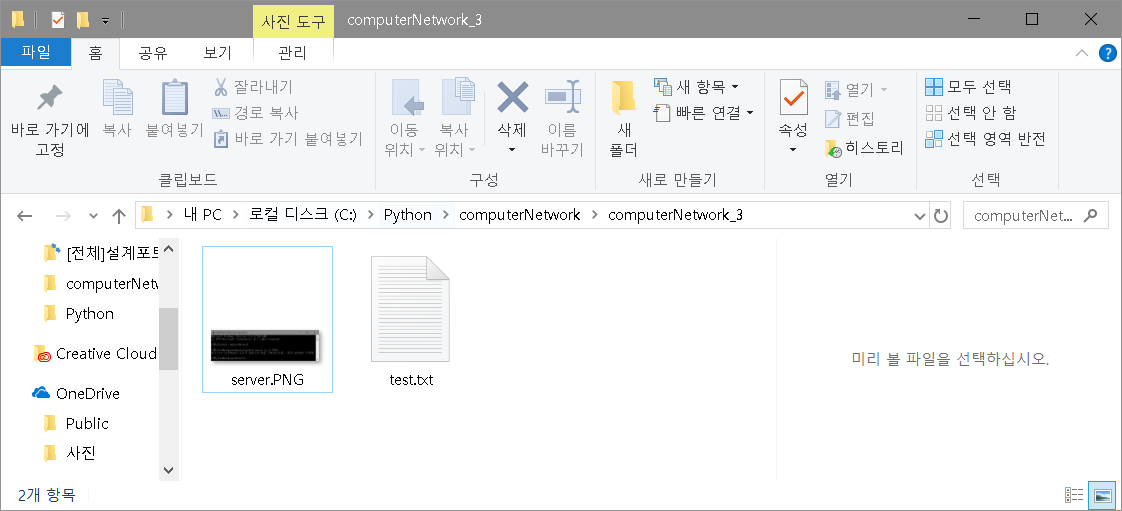 사진 도구
computerNetwork_3
파일
홈
공유
보기
관리
바로 가기에
고정
복사
붙여넣기
잘라내기
경로 복사
바로 가기 붙여넣기
클립보드
이동
위치
복사
위치
삭제
이름
바꾸기
구성
새
폴더
새 항목
빠른 연결
새로 만들기
속성
열기
편집
히스토리
열기
모두 선택
선택 안 함
선택 영역 반전
선택
내 PC
로컬 디스크 (C:)
Python
computerNetwork
computerNetwork_3
computerNet...
[전체]설계포트
computerNetw
Python
Creative Cloud
OneDrive
Public
사진
server.PNG
test.txt
미리 볼 파일을 선택하십시오.
2개 항목